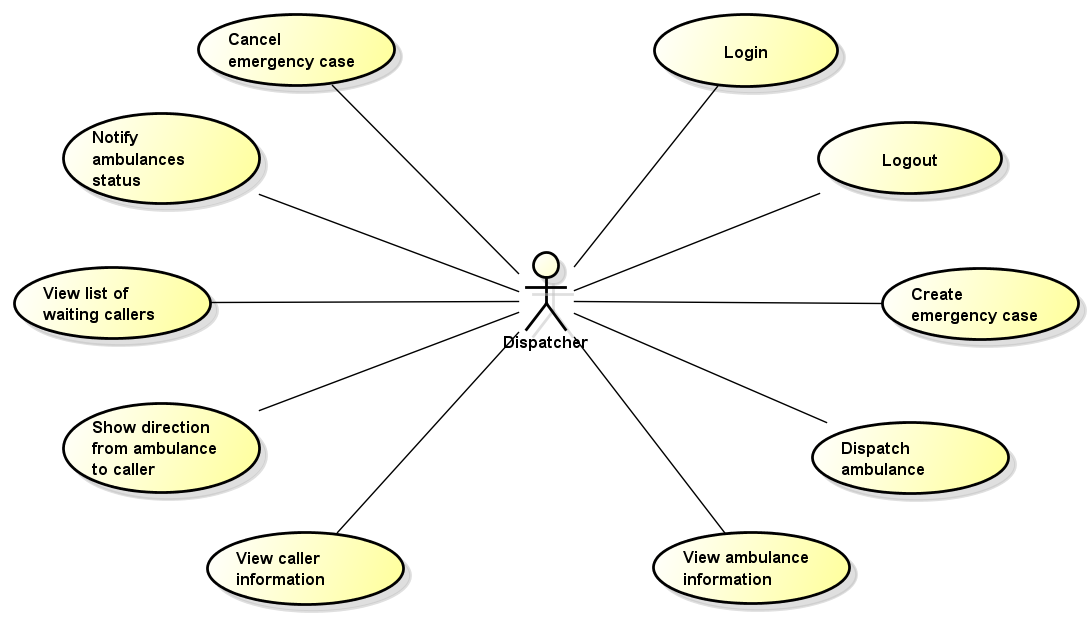 Cancel
emergency case
Login
Notify
ambulances
status
Logout
View list of
waiting callers
Create
emergency case
Dispatcher
Show direction
from ambulance
to caller
Dispatch
ambulance
View caller
information
View ambulance
information